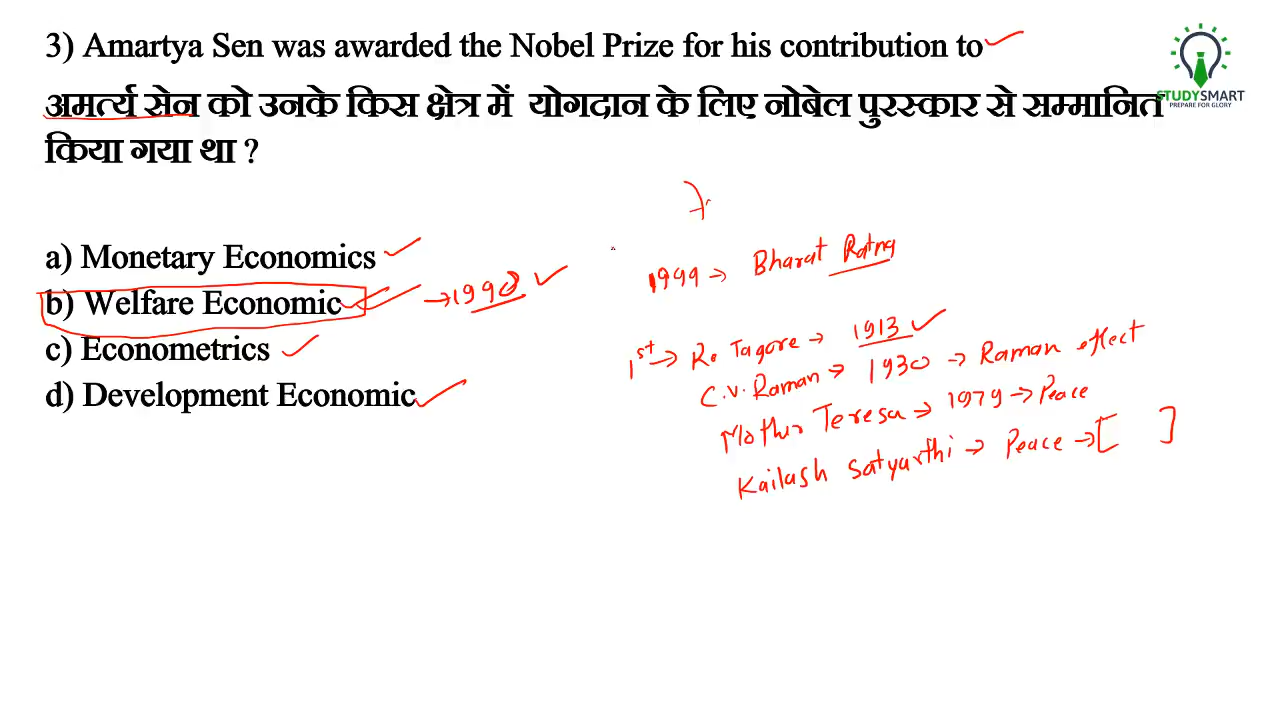 3) Amartya Sen was awarded the Nobel Prize for his contribution to
अमर्त्य सेन को उनके किस क्षेत्र में योगदान के लिए नोबेल पुरस्कार से सम्मानित
किया गया था ?
STUDYSMART
PREPARE FOR GLORY
a) Monetary Economics
b) Welfare Economic → 1998
c) Econometrics
d) Development Economic
1999 → Bharat Ratna
1st → R. Tagore → 1913
C.V. Raman → 1930 → Raman effect
Mother Teresa → 1979 → Peace
Kailash Satyarthi → Peace → [ ]